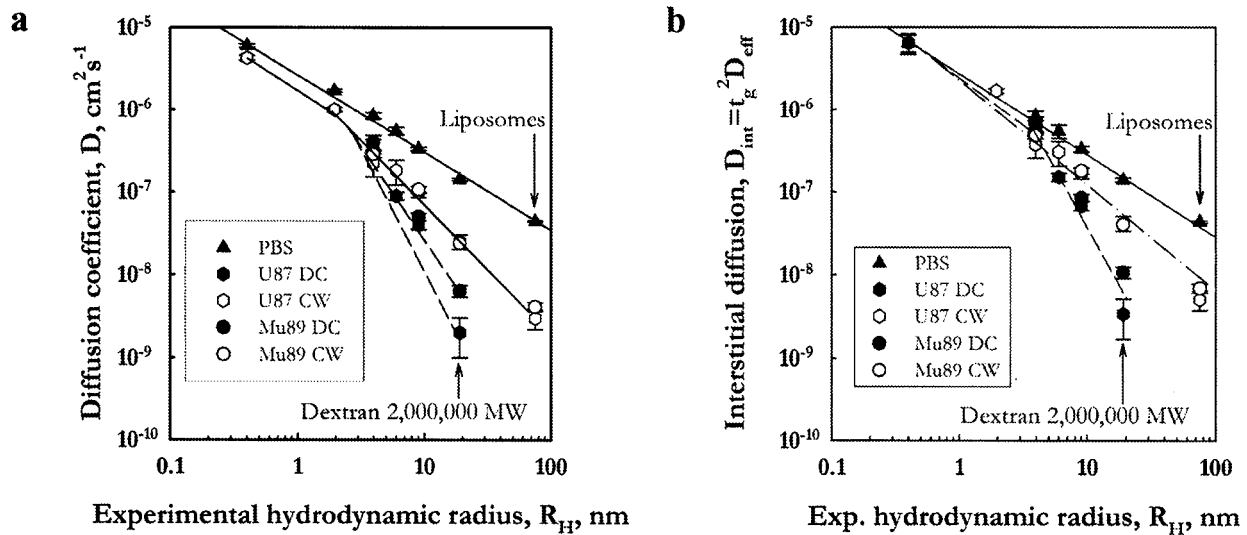 a
Diffusion coefficient, D, cm²s⁻¹
10⁻⁵
10⁻⁶
10⁻⁷
10⁻⁸
10⁻⁹
10⁻¹⁰
Liposomes
PBS
U87 DC
U87 CW
Mu89 DC
Mu89 CW
Dextran 2,000,000 MW
0.1
1
10
100
Experimental hydrodynamic radius, R_H, nm
b
Interstitial diffusion, D_int=t_g²D_eff
10⁻⁵
10⁻⁶
10⁻⁷
10⁻⁸
10⁻⁹
10⁻¹⁰
Liposomes
PBS
U87 DC
U87 CW
Mu89 DC
Mu89 CW
Dextran 2,000,000 MW
0.1
1
10
100
Exp. hydrodynamic radius, R_H, nm